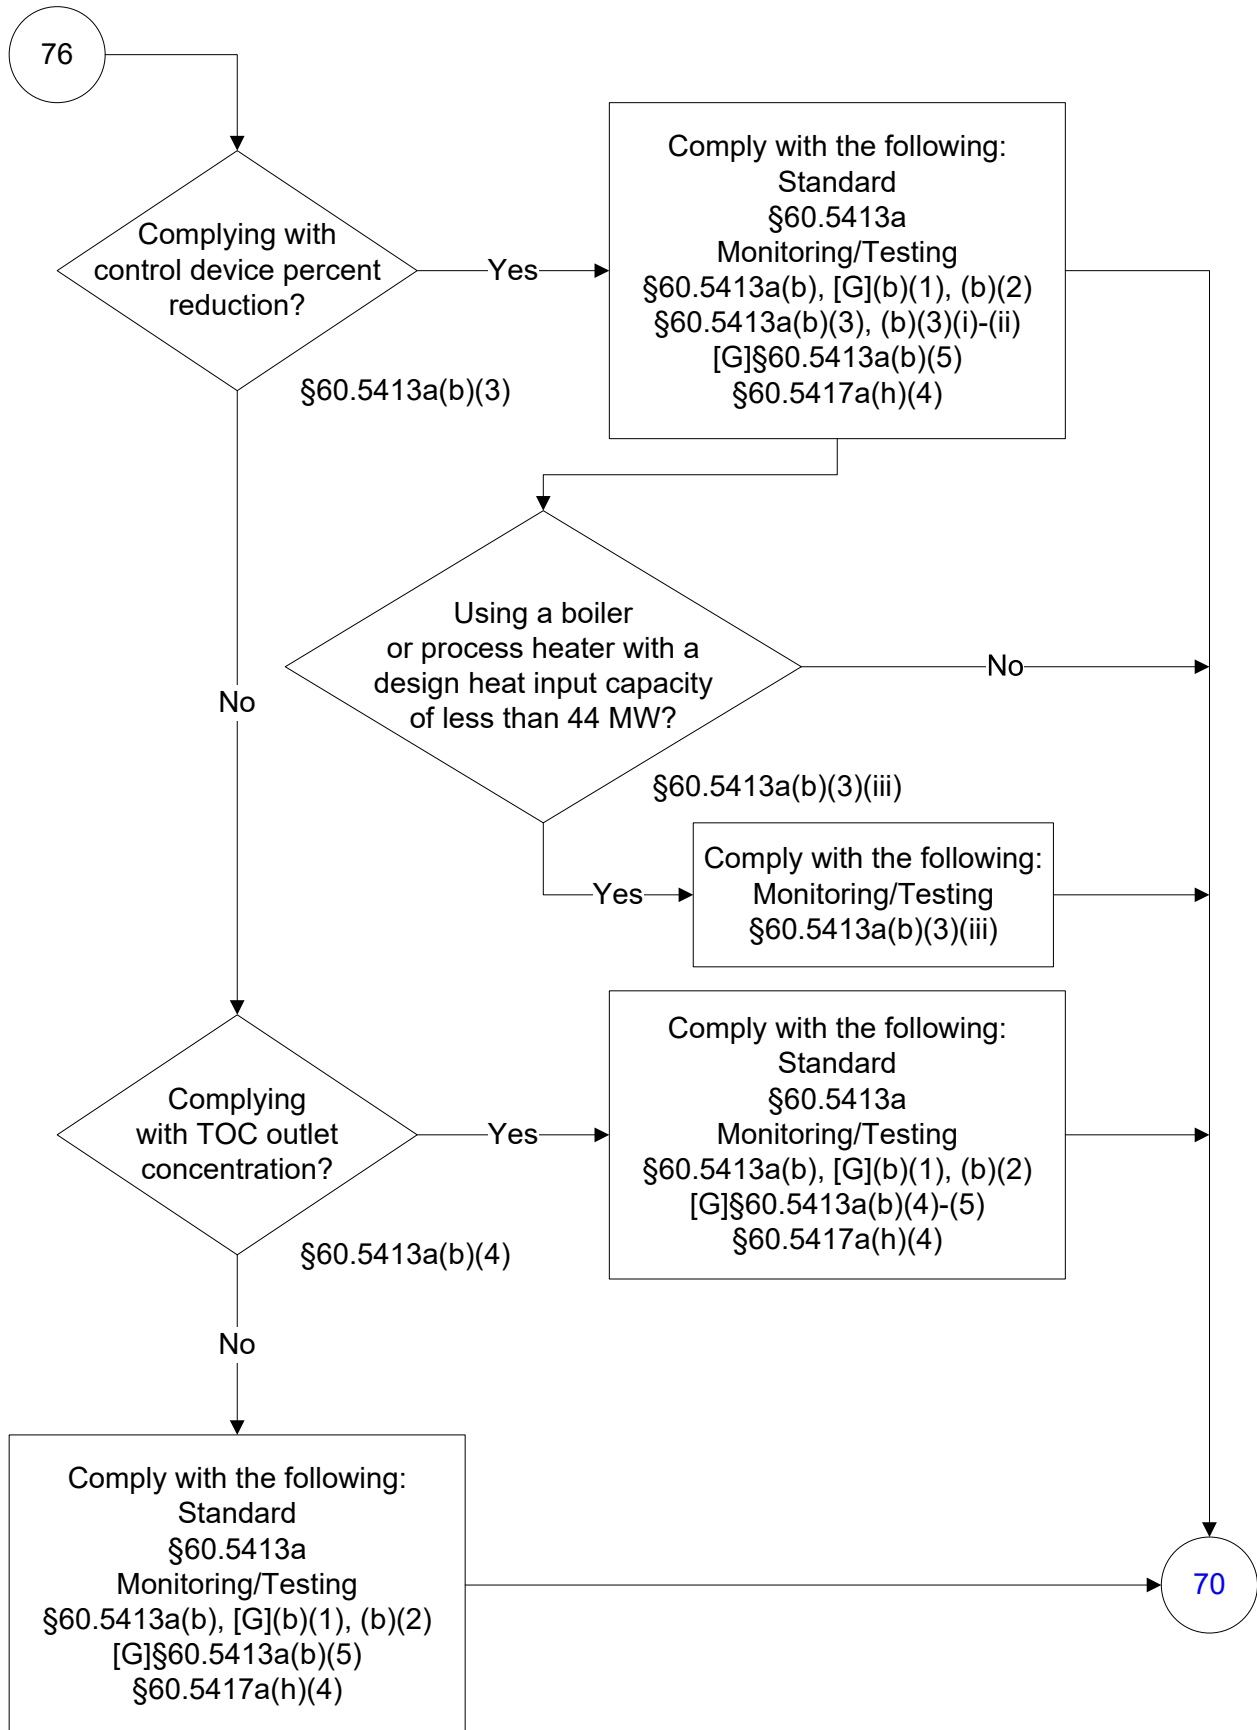 76
Complying with
control device percent
reduction?
Yes
§60.5413a(b)(3)
Comply with the following:
Standard
§60.5413a
Monitoring/Testing
§60.5413a(b), [G](b)(1), (b)(2)
§60.5413a(b)(3), (b)(3)(i)-(ii)
[G]§60.5413a(b)(5)
§60.5417a(h)(4)
Using a boiler
or process heater with a
design heat input capacity
of less than 44 MW?
No
No
§60.5413a(b)(3)(iii)
Yes
Comply with the following:
Monitoring/Testing
§60.5413a(b)(3)(iii)
Complying
with TOC outlet
concentration?
Yes
§60.5413a(b)(4)
Comply with the following:
Standard
§60.5413a
Monitoring/Testing
§60.5413a(b), [G](b)(1), (b)(2)
[G]§60.5413a(b)(4)-(5)
§60.5417a(h)(4)
No
Comply with the following:
Standard
§60.5413a
Monitoring/Testing
§60.5413a(b), [G](b)(1), (b)(2)
[G]§60.5413a(b)(5)
§60.5417a(h)(4)
70